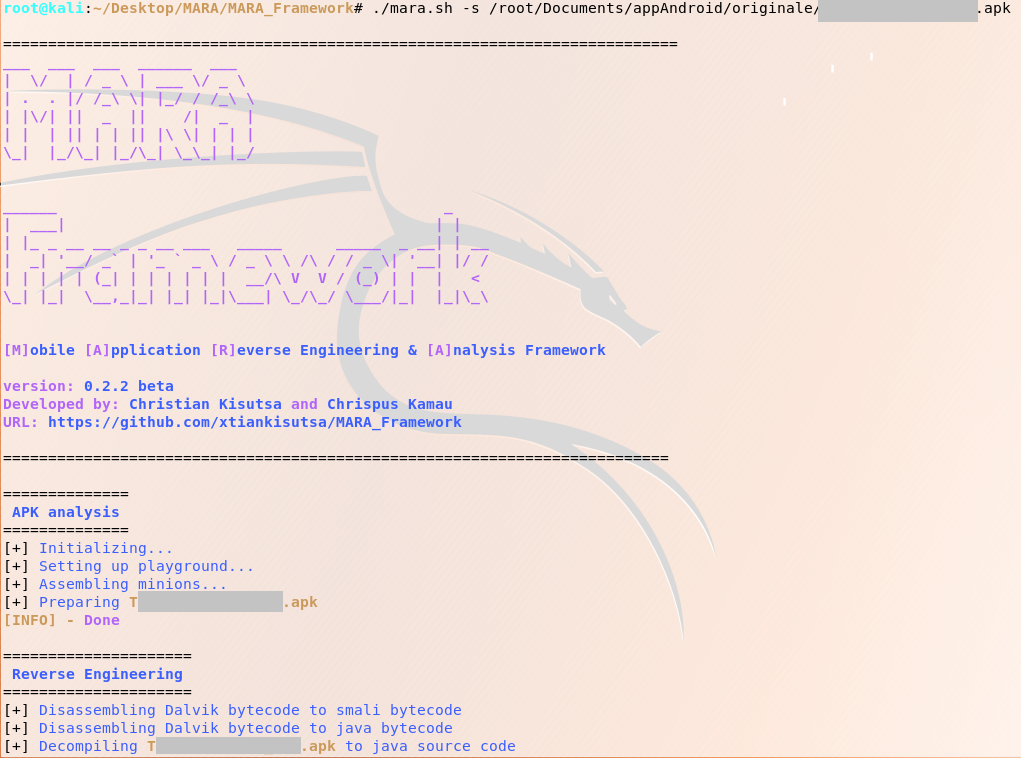 root@kali:~/Desktop/MARA/MARA_Framework# ./mara.sh -s /root/Documents/appAndroid/originale/ .apk
===========================================================================
MARA
Framework
[M]obile [A]pplication [R]everse Engineering & [A]nalysis Framework
version: 0.2.2 beta
Developed by: Christian Kisutsa and Chrispus Kamau
URL: https://github.com/xtiankisutsa/MARA_Framework
==========================================================================
==============
APK analysis
==============
[+] Initializing...
[+] Setting up playground...
[+] Assembling minions...
[+] Preparing T .apk
[INFO] - Done
=====================
Reverse Engineering
=====================
[+] Disassembling Dalvik bytecode to smali bytecode
[+] Disassembling Dalvik bytecode to java bytecode
[+] Decompiling T .apk to java source code